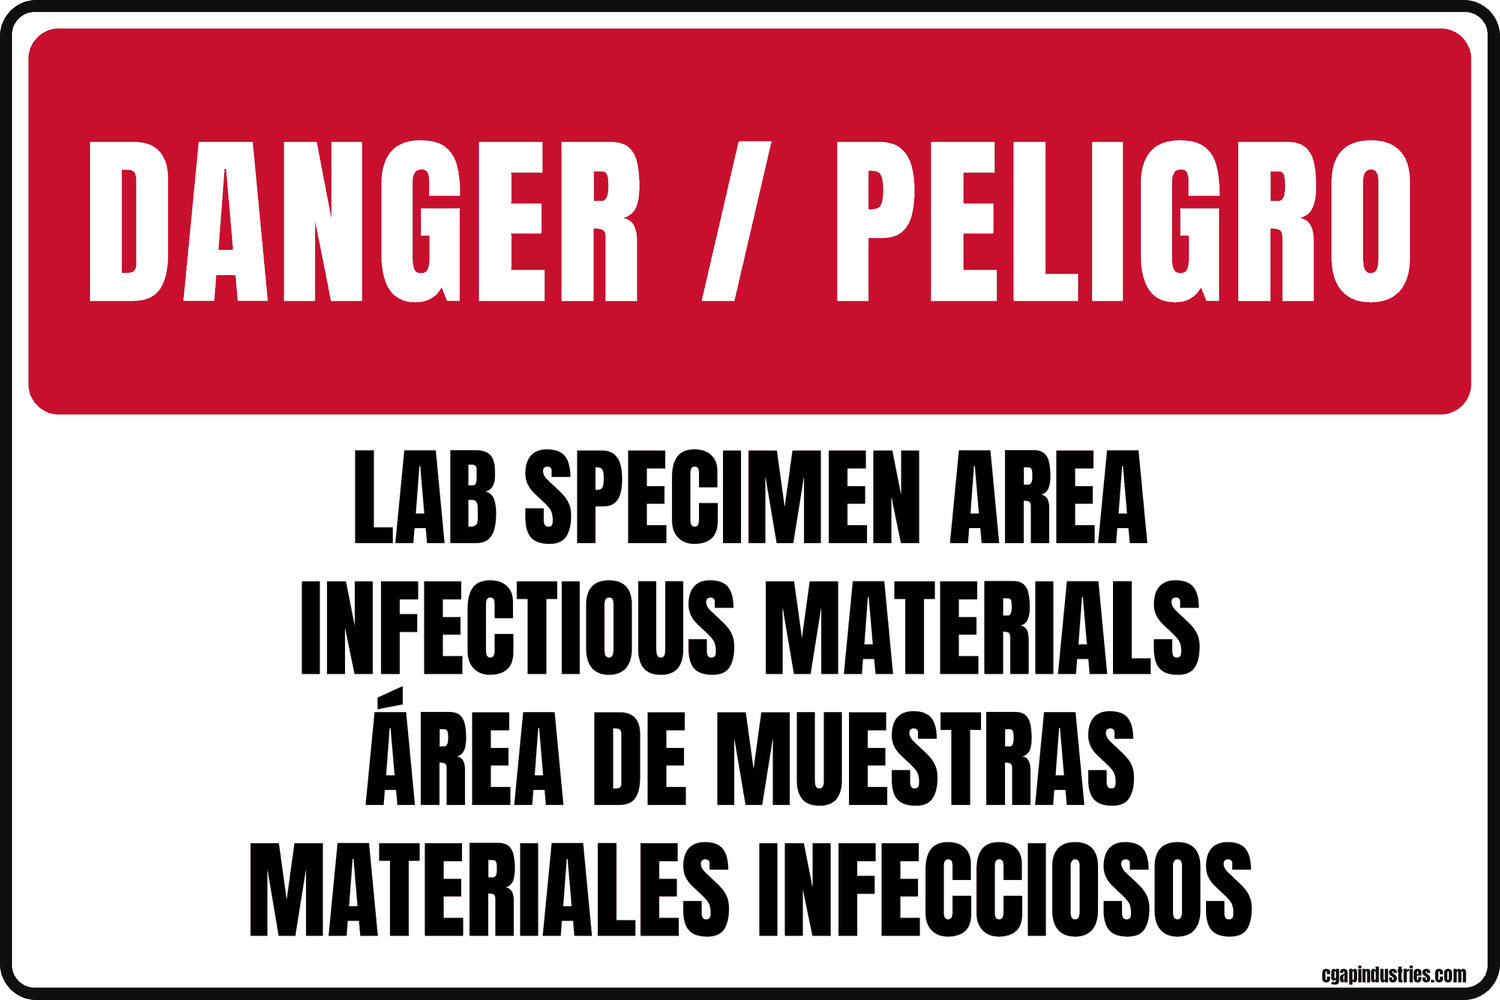 DANGER / PELIGRO
LAB SPECIMEN AREA
INFECTIOUS MATERIALS
ÁREA DE MUESTRAS
MATERIALES INFECCIOSOS
cgapindustries.com